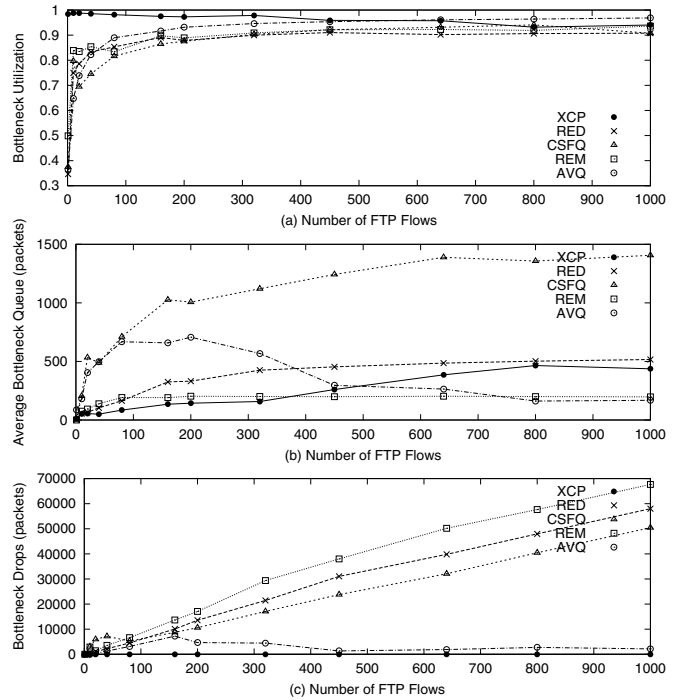 1
0.9
0.8
0.7
0.6
0.5
0.4
0.3
Bottleneck Utilization
XCP
RED
CSFQ
REM
AVQ
0 100 200 300 400 500 600 700 800 900 1000
(a) Number of FTP Flows
1500
1000
500
0
Average Bottleneck Queue (packets)
XCP
RED
CSFQ
REM
AVQ
0 100 200 300 400 500 600 700 800 900 1000
(b) Number of FTP Flows
70000
60000
50000
40000
30000
20000
10000
0
Bottleneck Drops (packets)
XCP
RED
CSFQ
REM
AVQ
0 100 200 300 400 500 600 700 800 900 1000
(c) Number of FTP Flows